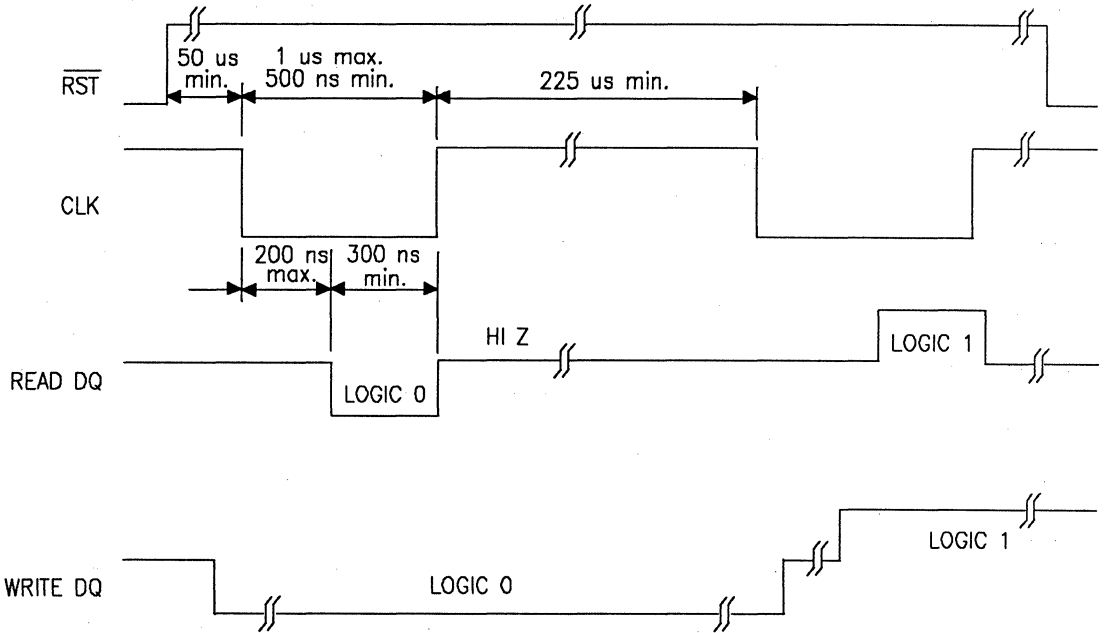 50 us
min.
1 us max.
500 ns min.
225 us min.
RST
CLK
200 ns
max.
300 ns
min.
HI Z
LOGIC 1
READ DQ
LOGIC 0
LOGIC 1
WRITE DQ
LOGIC 0